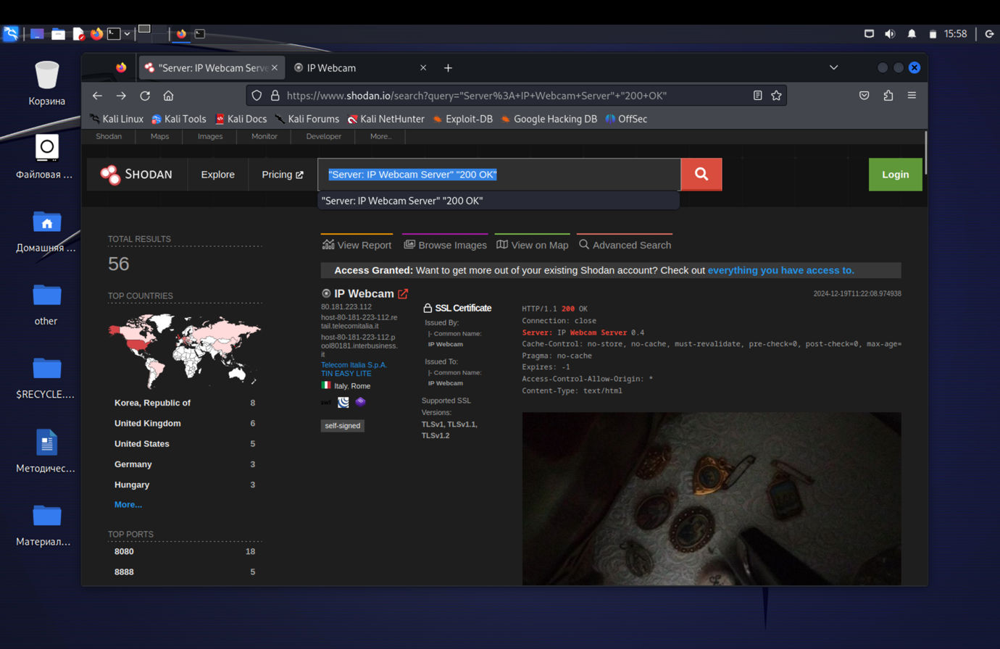 15:58
Корзина
Файловая ...
Домашняя ...
other
$RECYCLE....
Методичес...
Материал...
"Server: IP Webcam Serve
IP Webcam
https://www.shodan.io/search?query="Server%3A+IP+Webcam+Server"+"200+OK"
Kali Linux
Kali Tools
Kali Docs
Kali Forums
Kali NetHunter
Exploit-DB
Google Hacking DB
OffSec
Shodan
Maps
Images
Monitor
Developer
More...
SHODAN
Explore
Pricing
"Server: IP Webcam Server" "200 OK"
Login
"Server: IP Webcam Server" "200 OK"
TOTAL RESULTS
56
TOP COUNTRIES
Korea, Republic of 8
United Kingdom 6
United States 5
Germany 3
Hungary 3
More...
TOP PORTS
8080 18
8888 5
View Report
Browse Images
View on Map
Advanced Search
Access Granted: Want to get more out of your existing Shodan account? Check out everything you have access to.
IP Webcam
2024-12-19T11:22:08.974938
80.181.223.112
host-80-181-223-112.re
tail.telecomitalia.it
host-80-181-223-112.p
ool80181.interbusiness.
it
Telecom Italia S.p.A.
TIN EASY LITE
Italy, Rome
swf
self-signed
SSL Certificate
Issued By:
|- Common Name:
IP Webcam
Issued To:
|- Common Name:
IP Webcam
Supported SSL
Versions:
TLSv1, TLSv1.1,
TLSv1.2
HTTP/1.1 200 OK
Connection: close
Server: IP Webcam Server 0.4
Cache-Control: no-store, no-cache, must-revalidate, pre-check=0, post-check=0, max-age=
Pragma: no-cache
Expires: -1
Access-Control-Allow-Origin: *
Content-Type: text/html